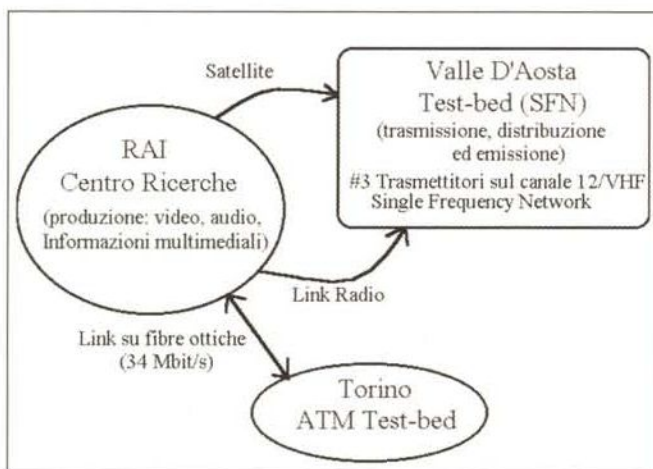 Satellite
Valle D'Aosta
Test-bed (SFN)
(trasmissione, distribuzione
ed emissione)
#3 Trasmettitori sul canale 12/VHF
Single Frequency Network
RAI
Centro Ricerche
(produzione: video, audio,
Informazioni multimediali)
Link Radio
Link su fibre ottiche
(34 Mbit/s)
Torino
ATM Test-bed